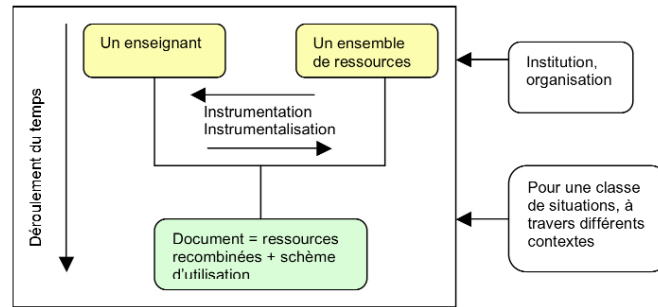 Déroulement du temps
Un enseignant
Un ensemble
de ressources
Institution,
organisation
Instrumentation
Instrumentalisation
Pour une classe
de situations, à
travers différents
contextes
Document = ressources
recombinées + schème
d'utilisation